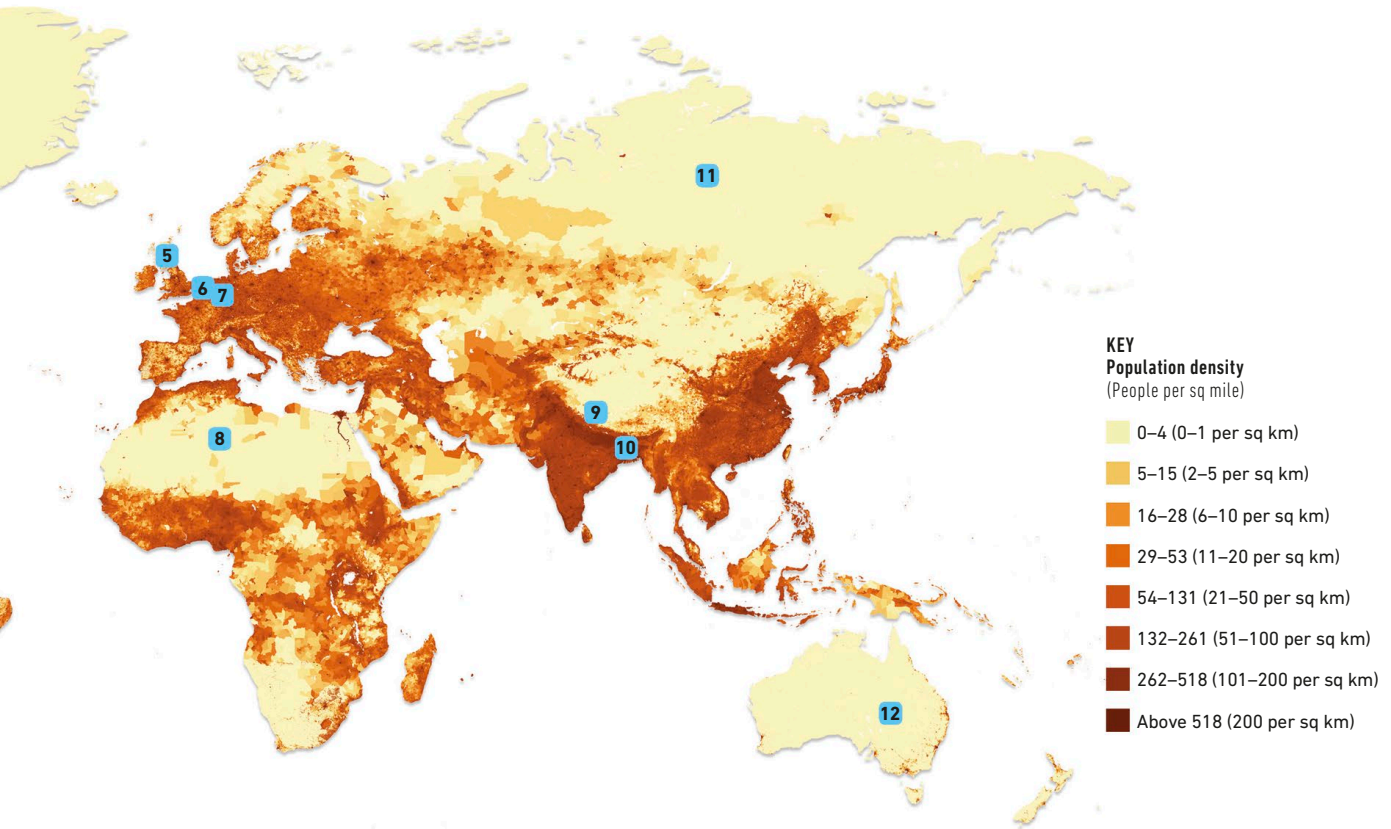 11
5
6
7
9
8
10
12
KEY
Population density
(People per sq mile)
0–4 (0–1 per sq km)
5–15 (2–5 per sq km)
16–28 (6–10 per sq km)
29–53 (11–20 per sq km)
54–131 (21–50 per sq km)
132–261 (51–100 per sq km)
262–518 (101–200 per sq km)
Above 518 (200 per sq km)